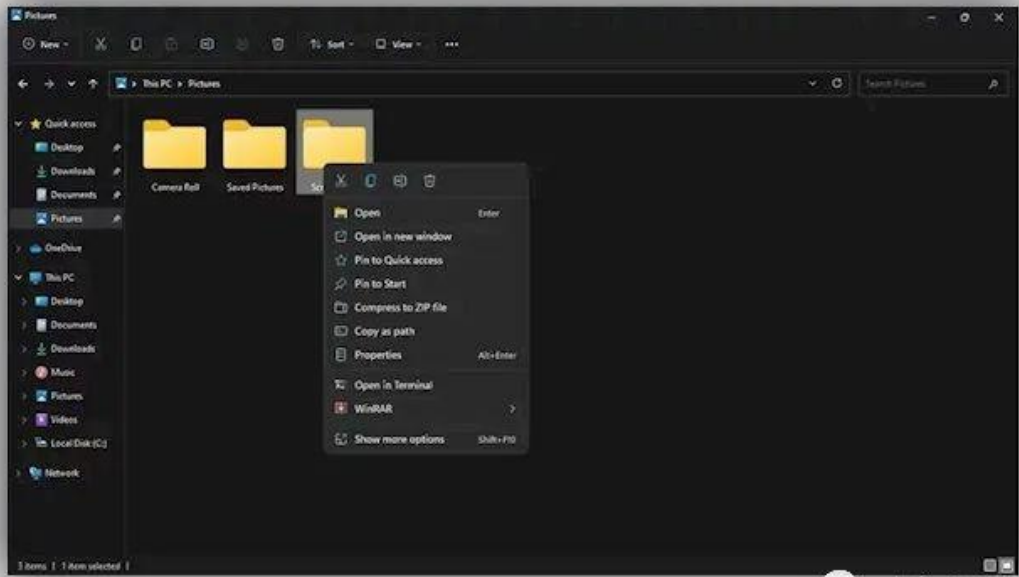 Pictures
New
Sort
View
This PC
Pictures
Search Pictures
Quick access
Desktop
Downloads
Documents
Pictures
OneDrive
This PC
Desktop
Documents
Downloads
Music
Pictures
Videos
Local Disk (C:)
Network
Camera Roll
Saved Pictures
Open Enter
Open in new window
Pin to Quick access
Pin to Start
Compress to ZIP file
Copy as path
Properties Alt+Enter
Open in Terminal
WinRAR
Show more options Shift+F10
3 items
1 item selected